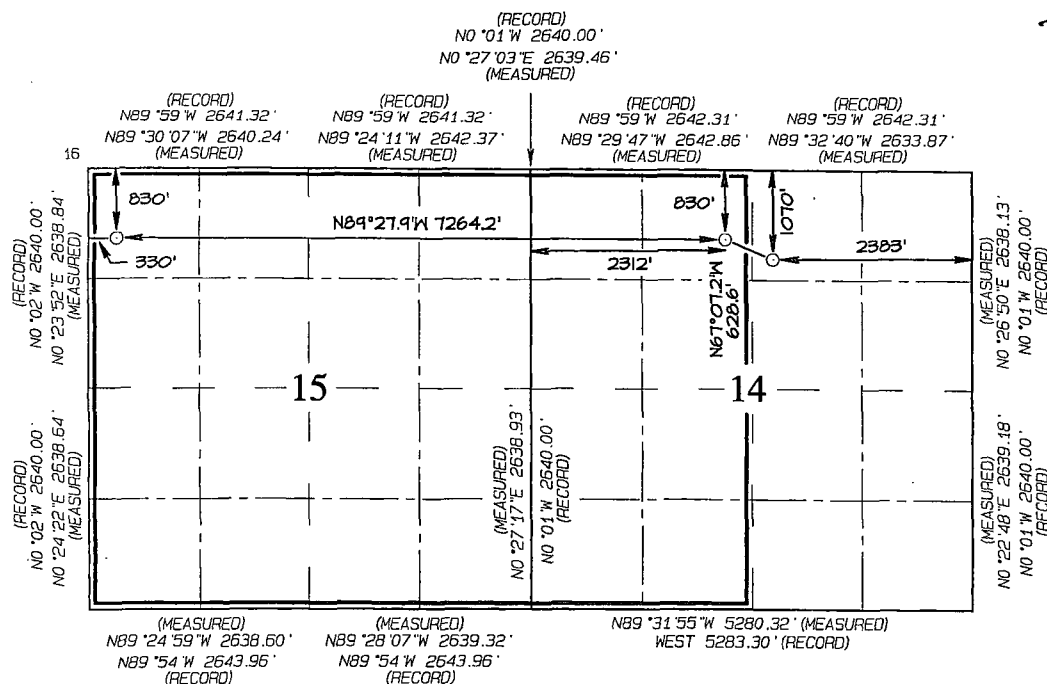 (RECORD)
N0 °01'W 2640.00'
N0 °27'03"E 2639.46'
(MEASURED)
(RECORD)
N89 °59'W 2641.32'
N89 °30'07"W 2640.24'
(MEASURED)
(RECORD)
N89 °59'W 2641.32'
N89 °24'11"W 2642.37'
(MEASURED)
(RECORD)
N89 °59'W 2642.31'
N89 °29'47"W 2642.86'
(MEASURED)
(RECORD)
N89 °59'W 2642.31'
N89 °32'40"W 2633.87'
(MEASURED)
16
830'
830'
1070'
N89°27.9'W 7264.2'
330'
2312'
2383'
N67°07.2'W
628.6'
(RECORD)
N0 °02'W 2640.00'
N0 °23'52"E 2638.84'
(MEASURED)
(MEASURED)
N0 °26'50"E 2638.13'
N0 °01'W 2640.00'
(RECORD)
15
14
(RECORD)
N0 °02'W 2640.00'
N0 °24'22"E 2638.64'
(MEASURED)
(MEASURED)
N0 °27'17"E 2638.93'
N0 °01'W 2640.00'
(RECORD)
(MEASURED)
N0 °22'48"E 2639.18'
N0 °01'W 2640.00'
(RECORD)
(MEASURED)
N89 °24'59"W 2638.60'
N89 °54'W 2643.96'
(RECORD)
(MEASURED)
N89 °28'07"W 2639.32'
N89 °54'W 2643.96'
(RECORD)
N89 °31'55"W 5280.32' (MEASURED)
WEST 5283.30' (RECORD)